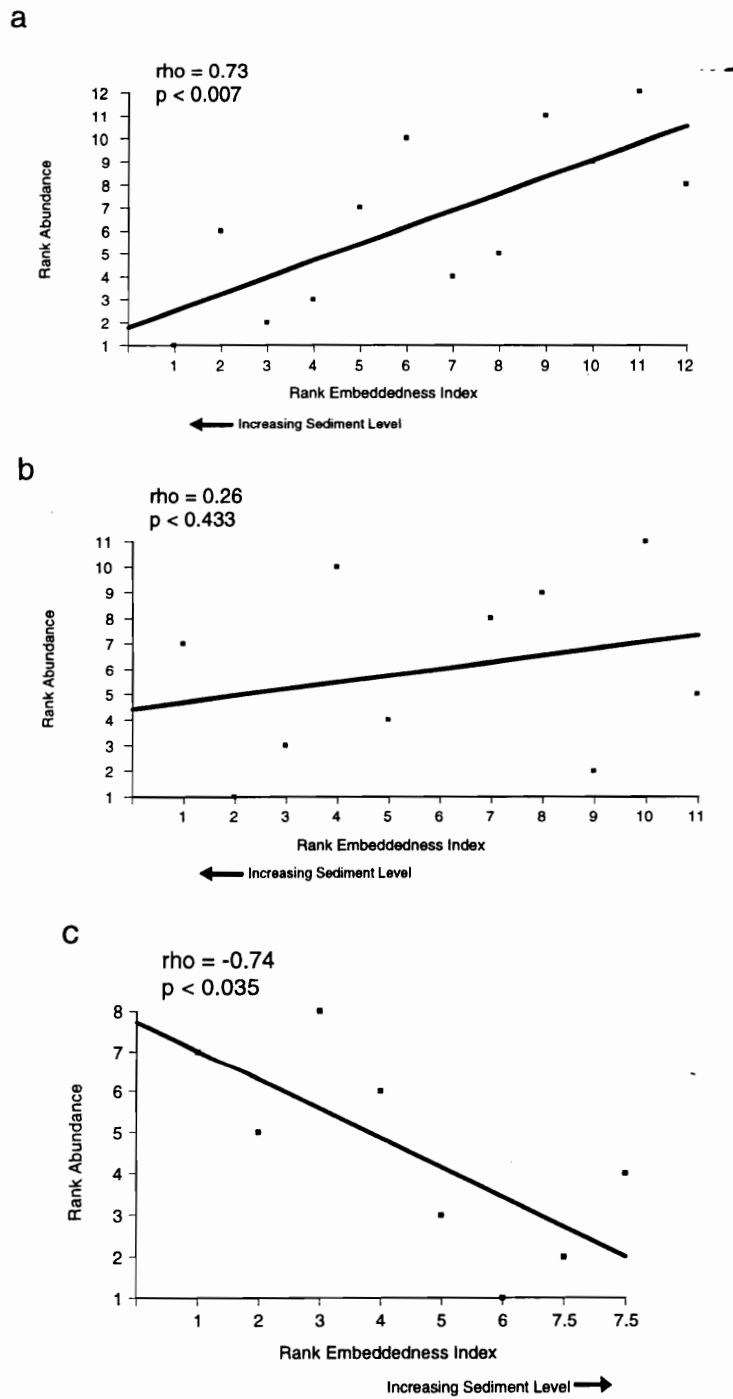 a
rho = 0.73
p < 0.007
12
11
10
9
8
7
6
5
4
3
2
1
Rank Abundance
1 2 3 4 5 6 7 8 9 10 11 12
Rank Embeddedness Index
Increasing Sediment Level
b
rho = 0.26
p < 0.433
11
10
9
8
7
6
5
4
3
2
1
Rank Abundance
1 2 3 4 5 6 7 8 9 10 11
Rank Embeddedness Index
Increasing Sediment Level
c
rho = -0.74
p < 0.035
8
7
6
5
4
3
2
1
Rank Abundance
1 2 3 4 5 6 7.5 7.5
Rank Embeddedness Index
Increasing Sediment Level